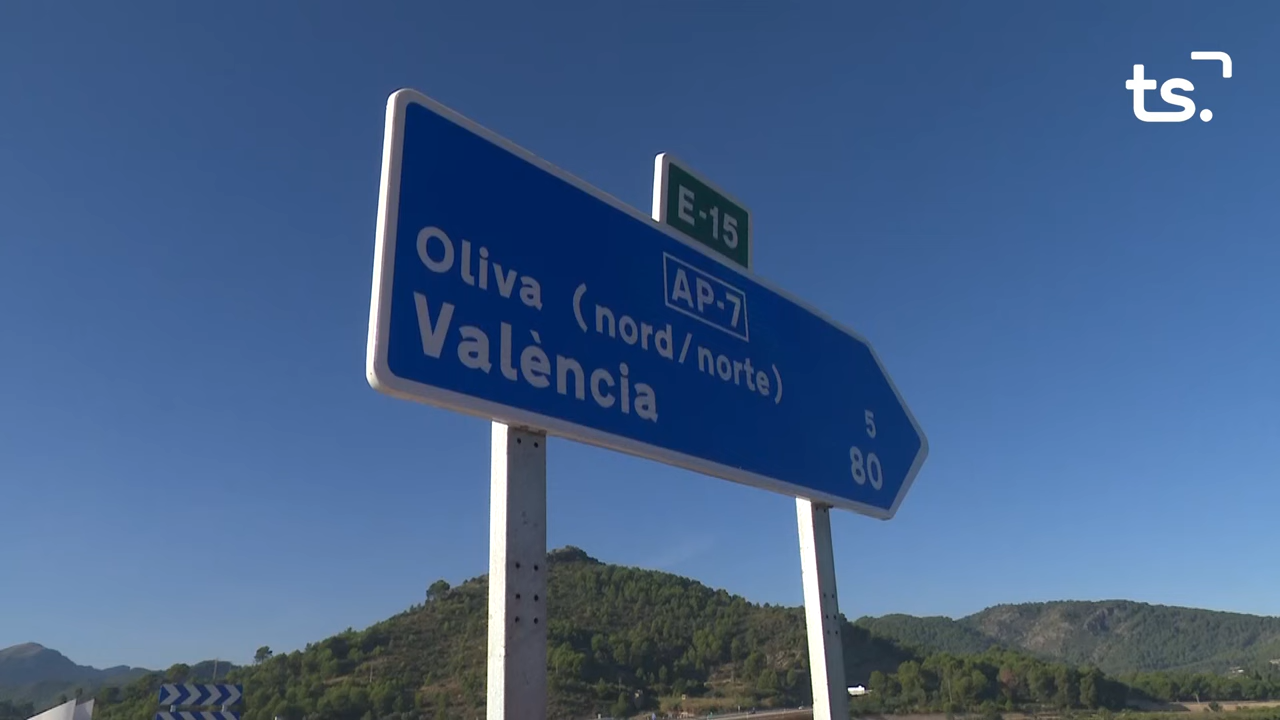 ts.
E-15
AP-7
Oliva (nord/norte) 5
València 80